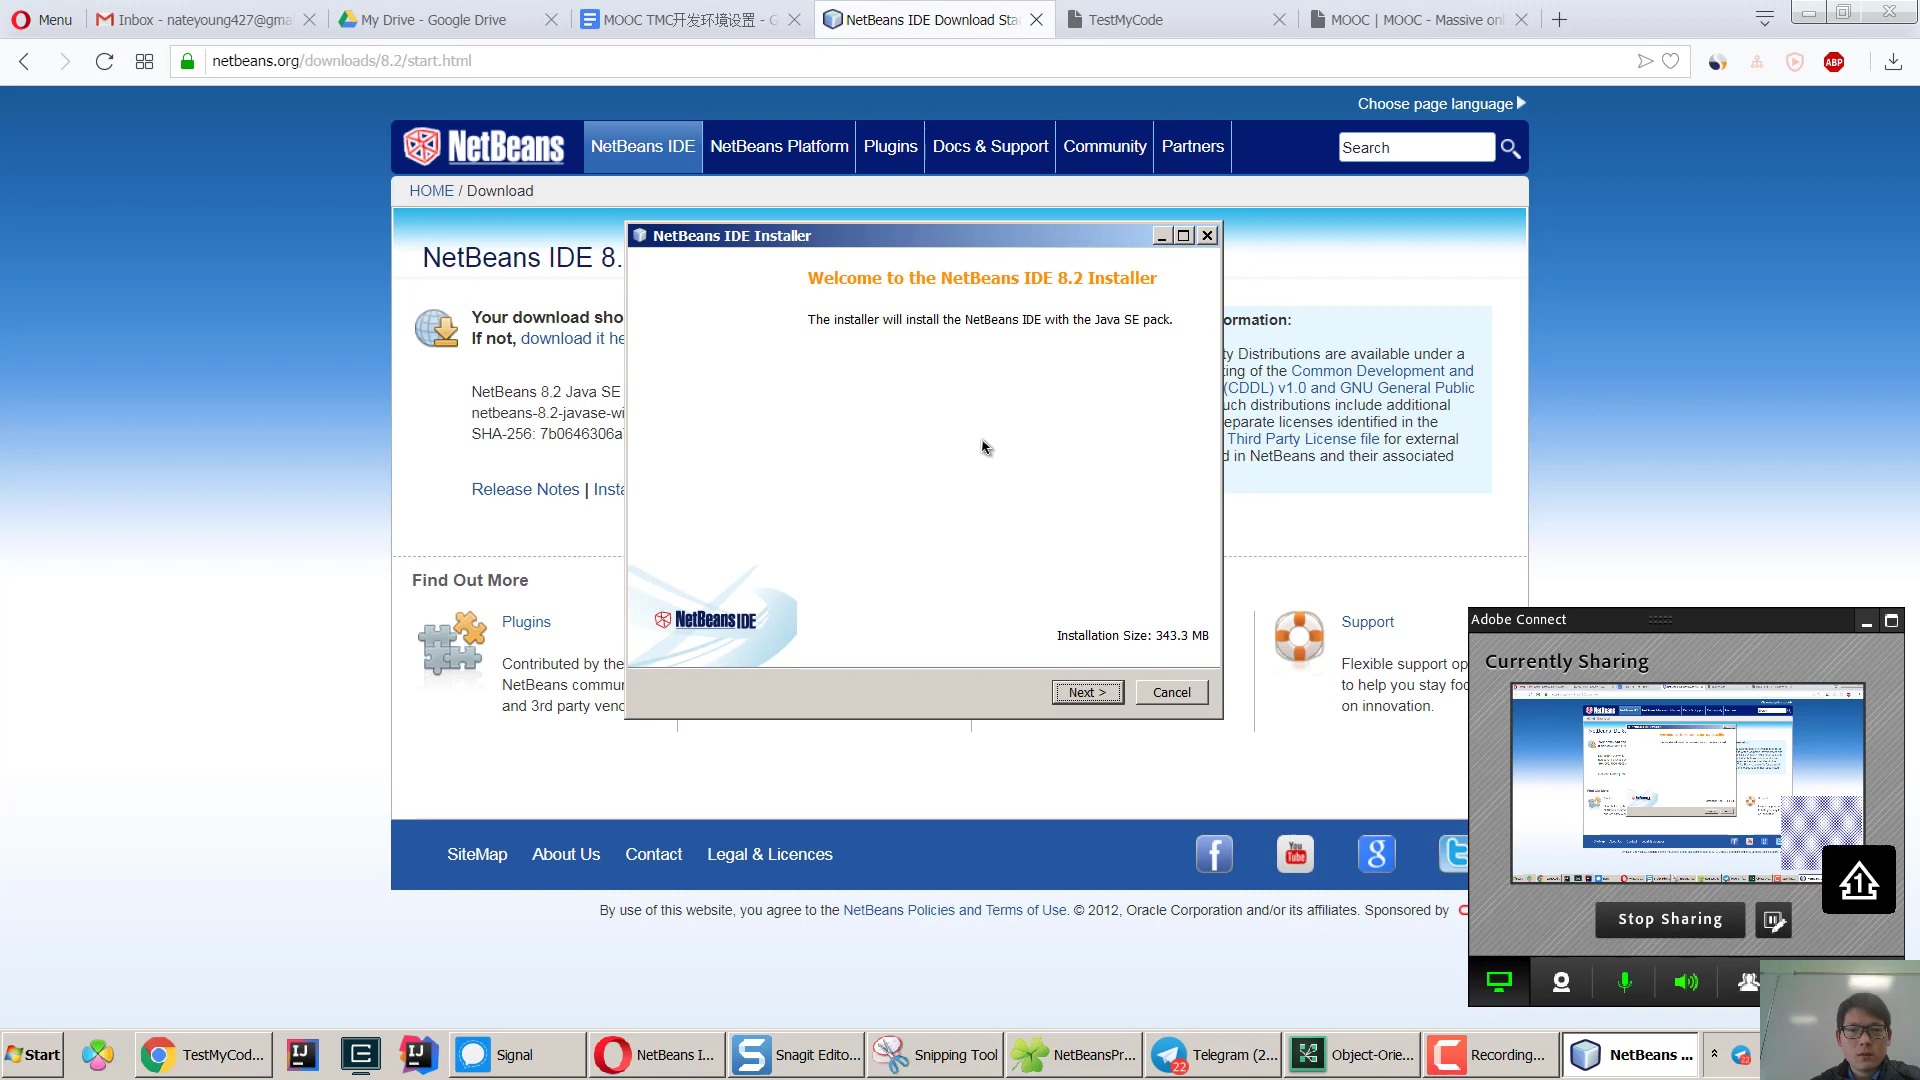 Menu
Inbox - nateyoung427@gma
My Drive - Google Drive
MOOC TMC开发环境设置 - G
NetBeans IDE Download Sta
TestMyCode
MOOC | MOOC - Massive onl
netbeans.org/downloads/8.2/start.html
ABP
Choose page language
NetBeans
NetBeans IDE
NetBeans Platform
Plugins
Docs & Support
Community
Partners
Search
HOME / Download
NetBeans IDE 8.
Your download sho
If not, download it he
NetBeans 8.2 Java SE
netbeans-8.2-javase-wi
SHA-256: 7b0646306a7
Release Notes | Insta
NetBeans IDE Installer
Welcome to the NetBeans IDE 8.2 Installer
The installer will install the NetBeans IDE with the Java SE pack.
NetBeans IDE
Installation Size: 343.3 MB
Next >
Cancel
ormation:
ty Distributions are available under a
ting of the Common Development and
(CDDL) v1.0 and GNU General Public
uch distributions include additional
eparate licenses identified in the
Third Party License file for external
d in NetBeans and their associated
Find Out More
Plugins
Contributed by the
NetBeans commu
and 3rd party venc
Support
Flexible support op
to help you stay foc
on innovation.
SiteMap
About Us
Contact
Legal & Licences
You Tube
By use of this website, you agree to the NetBeans Policies and Terms of Use. © 2012, Oracle Corporation and/or its affiliates. Sponsored by
Adobe Connect
Currently Sharing
Stop Sharing
1
Start
TestMyCod...
Signal
NetBeans I...
Snagit Edito...
Snipping Tool
NetBeansPr...
Telegram (2...
22
Object-Orie...
Recording...
NetBeans ...